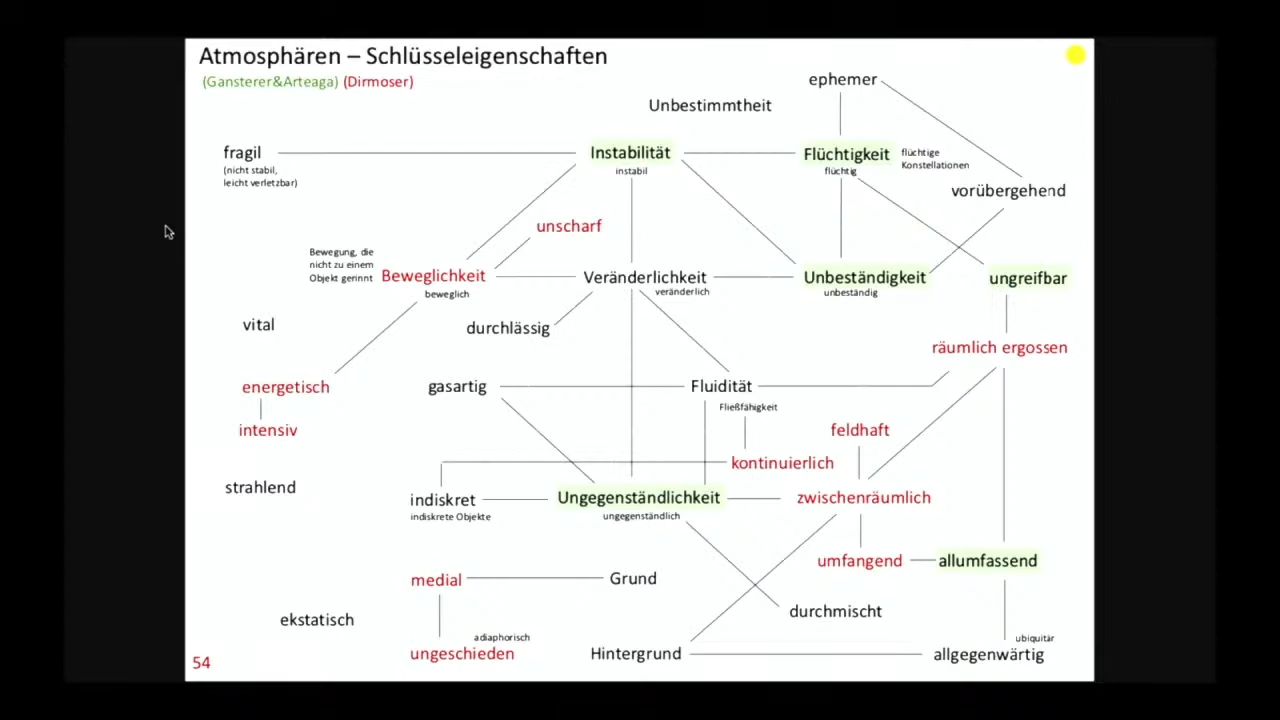 Atmosphären – Schlüsseleigenschaften
(Gansterer&Arteaga) (Dirmoser)
ephemer
Unbestimmtheit
fragil
(nicht stabil,
leicht verletzbar)
Instabilität
instabil
Flüchtigkeit
flüchtig
flüchtige
Konstellationen
vorübergehend
unscharf
Bewegung, die
nicht zu einem
Objekt gerinnt
Beweglichkeit
beweglich
Veränderlichkeit
veränderlich
Unbeständigkeit
unbeständig
ungreifbar
vital
durchlässig
räumlich ergossen
energetisch
gasartig
Fluidität
Fließfähigkeit
intensiv
feldhaft
kontinuierlich
strahlend
indiskret
indiskrete Objekte
Ungegenständlichkeit
ungegenständlich
zwischenräumlich
umfangend
allumfassend
medial
Grund
durchmischt
ekstatisch
adiaphorisch
ungeschieden
Hintergrund
ubiquitär
allgegenwärtig
54